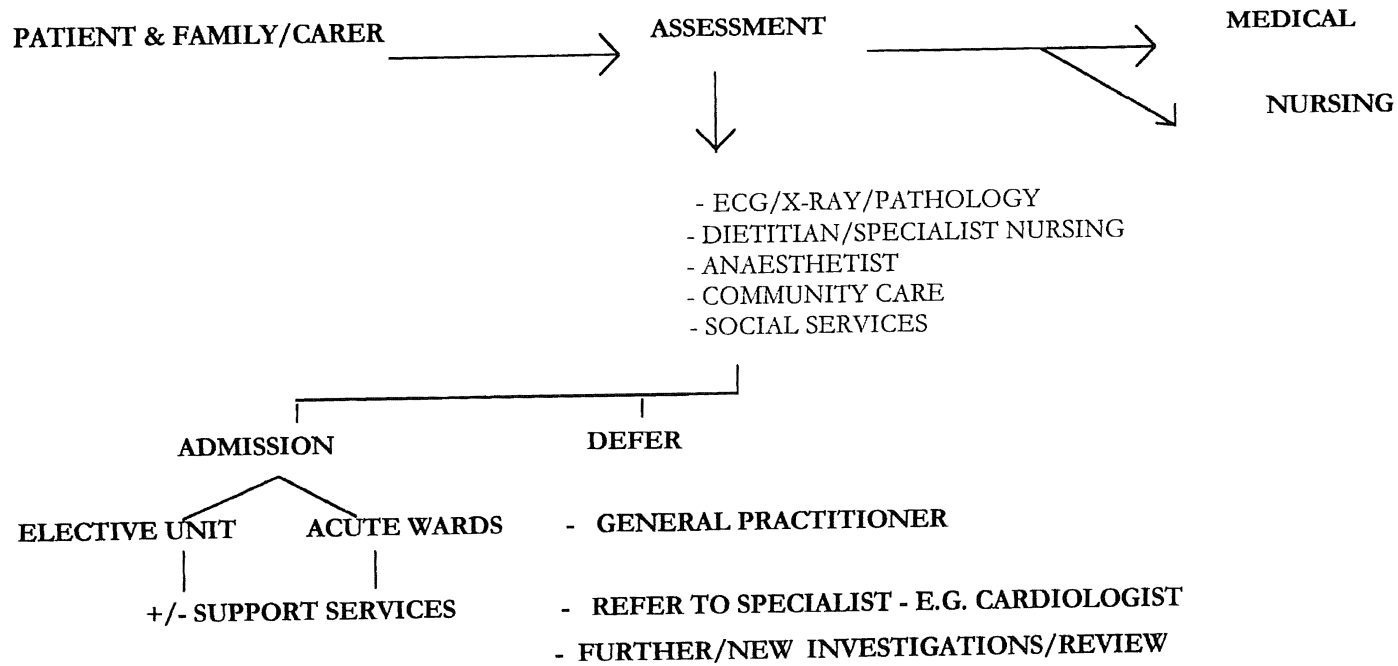 PATIENT & FAMILY/CARER
ASSESSMENT
MEDICAL
NURSING
- ECG/X-RAY/PATHOLOGY
- DIETITIAN/SPECIALIST NURSING
- ANAESTHETIST
- COMMUNITY CARE
- SOCIAL SERVICES
ADMISSION
DEFER
ELECTIVE UNIT
ACUTE WARDS
- GENERAL PRACTITIONER
+/- SUPPORT SERVICES
- REFER TO SPECIALIST - E.G. CARDIOLOGIST
- FURTHER/NEW INVESTIGATIONS/REVIEW